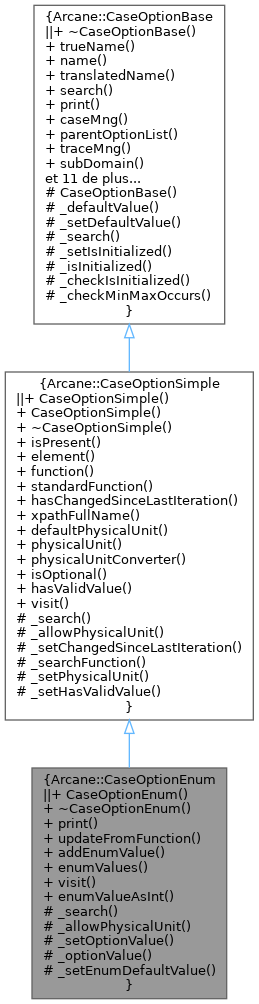 {Arcane::CaseOptionBase
||+ ~CaseOptionBase()
+ trueName()
+ name()
+ translatedName()
+ search()
+ print()
+ caseMng()
+ parentOptionList()
+ traceMng()
+ subDomain()
et 11 de plus...
# CaseOptionBase()
# _defaultValue()
# _setDefaultValue()
# _search()
# _setIsInitialized()
# _isInitialized()
# _checkIsInitialized()
# _checkMinMaxOccurs()
}
{Arcane::CaseOptionSimple
||+ CaseOptionSimple()
+ CaseOptionSimple()
+ ~CaseOptionSimple()
+ isPresent()
+ element()
+ function()
+ standardFunction()
+ hasChangedSinceLastIteration()
+ xpathFullName()
+ defaultPhysicalUnit()
+ physicalUnit()
+ physicalUnitConverter()
+ isOptional()
+ hasValidValue()
+ visit()
# _search()
# _allowPhysicalUnit()
# _setChangedSinceLastIteration()
# _searchFunction()
# _setPhysicalUnit()
# _setHasValidValue()
}
{Arcane::CaseOptionEnum
||+ CaseOptionEnum()
+ ~CaseOptionEnum()
+ print()
+ updateFromFunction()
+ addEnumValue()
+ enumValues()
+ visit()
+ enumValueAsInt()
# _search()
# _allowPhysicalUnit()
# _setOptionValue()
# _optionValue()
# _setEnumDefaultValue()
}